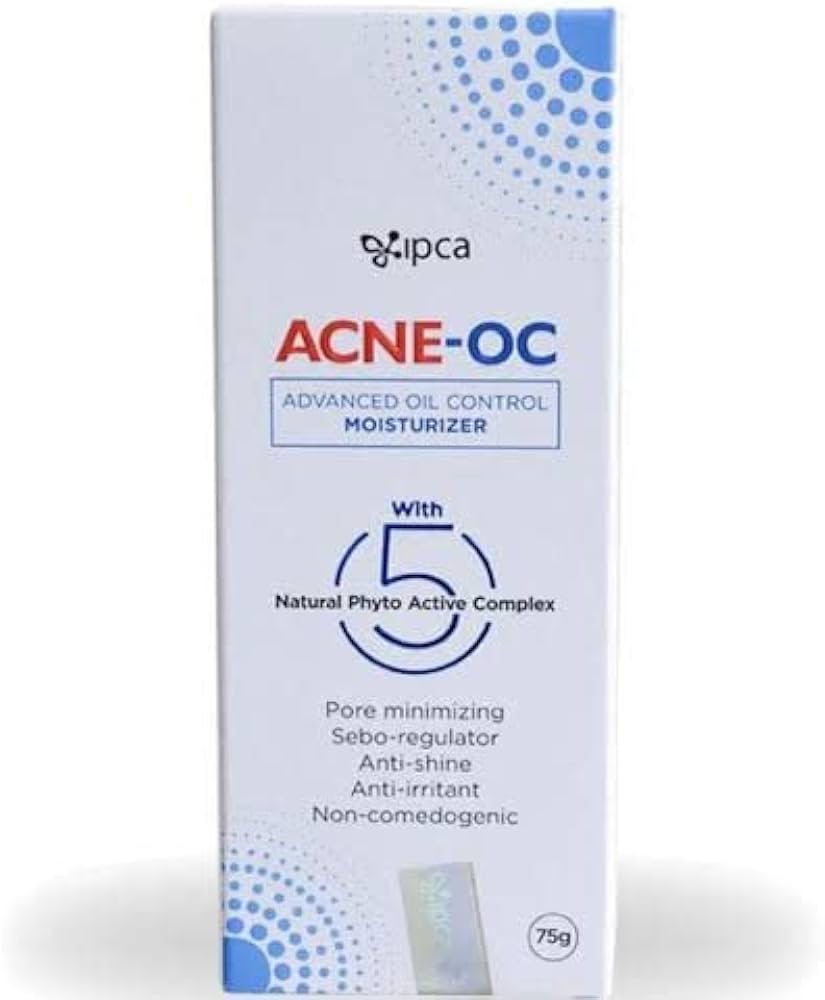 ipca
ACNE-OC
ADVANCED OIL CONTROL
MOISTURIZER
With
5
Natural Phyto Active Complex
Pore minimizing
Sebo-regulator
Anti-shine
Anti-irritant
Non-comedogenic
75g